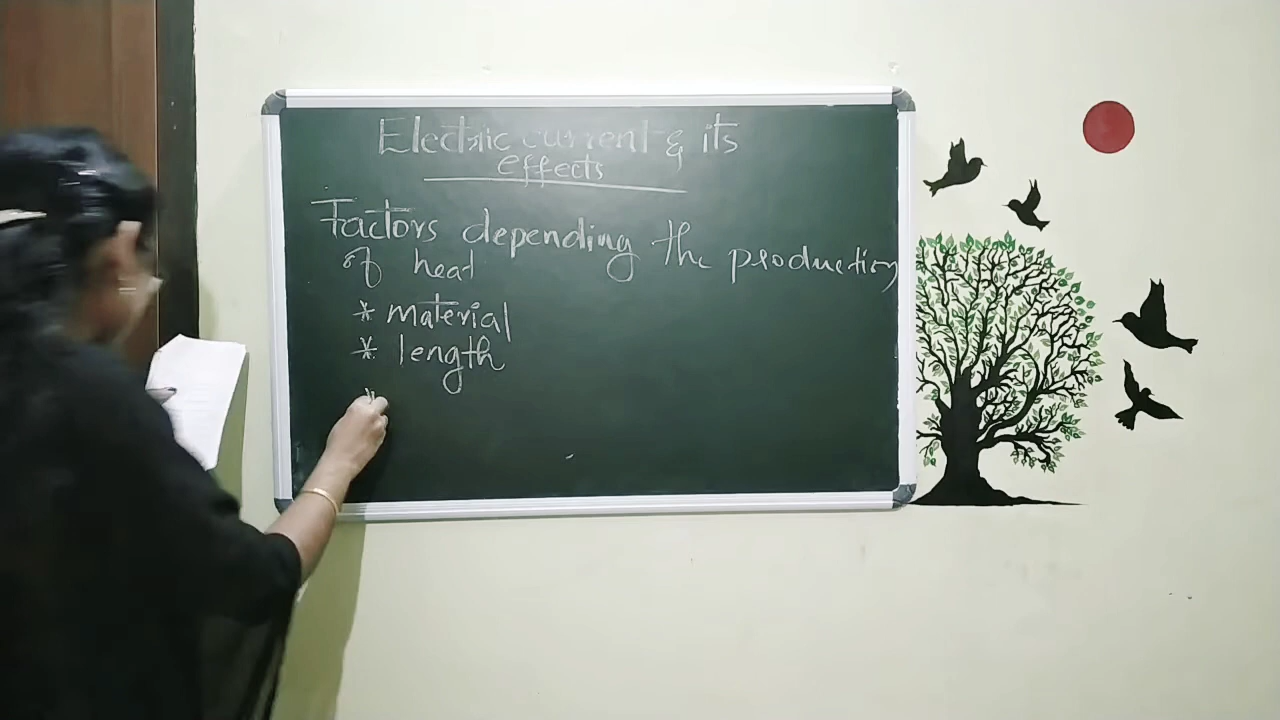 Electric current & its
effects
Factors depending the production
of heat
* material
* length